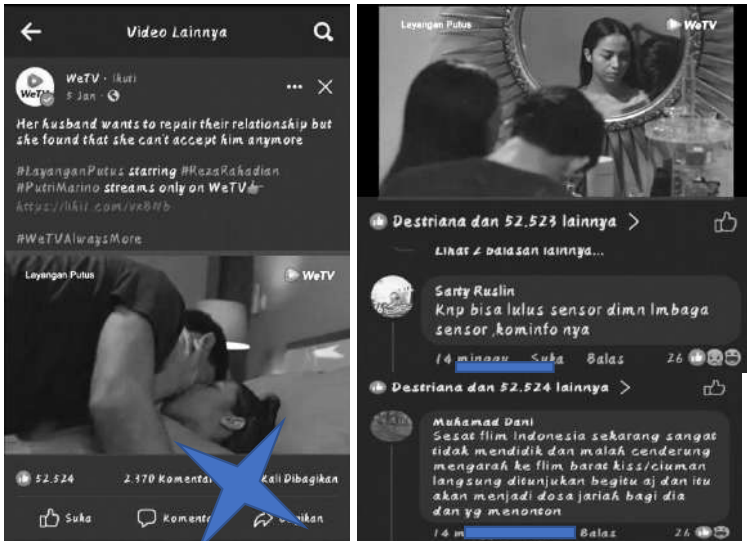 Video Lainnya
WeTV · Ikuti
5 Jan ·
WeTV
Her husband wants to repair their relationship but
she found that she can't accept him anymore
#LayanganPutus starring #RezaRahadian
#PutriMarino streams only on WeTV
#WeTVAlwaysMore
Layangan Putus
WeTV
52.524
2.370 Komenta
Kali Dibagikan
Suka
Komenta
Layangan Putus
WeTV
Destriana dan 52.523 lainnya >
Lihat 2 balasan lainnya...
Sarty Ruslin
Knp bisa lulus sensor dimn lmbaga
sensor ,kominfo nya
14 minggu Suka Balas 26
Destriana dan 52.524 lainnya >
Muhamad Dani
Sesat flim Indonesia sekarang sangat
tidak mendidik dan malah cenderung
mengarah ke flim barat kiss/ciuman
langsung ditunjukan begitu aj dan itu
akan menjadi dosa jariah bagi dia
dan yg menonton
14 m Balas 26